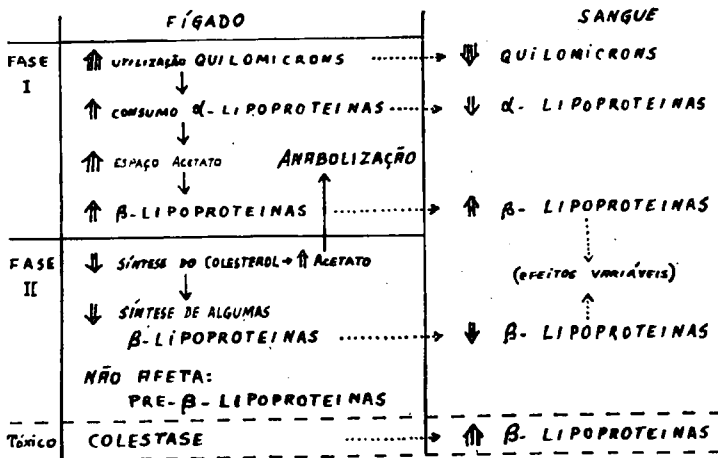 FÍGADO SANGUE
FASE I ⇑ UTILIZAÇÃO QUILOMICRONS ⇓ QUILOMICRONS
⇑ CONSUMO α-LIPOPROTEINAS ⇓ α- LIPOPROTEINAS
⇑ ESPAÇO ACETATO ANABOLIZAÇÃO
⇑ β-LIPOPROTEINAS ⇑ β- LIPOPROTEINAS
FASE II ⇓ SÍNTESE DO COLESTEROL → ⇑ ACETATO (EFEITOS VARIÁVEIS)
⇓ SÍNTESE DE ALGUMAS
β-LIPOPROTEINAS ⇓ β- LIPOPROTEINAS
NÃO AFETA:
PRE-β-LIPOPROTEINAS
TÓXICO COLESTASE ⇑ β- LIPOPROTEINAS